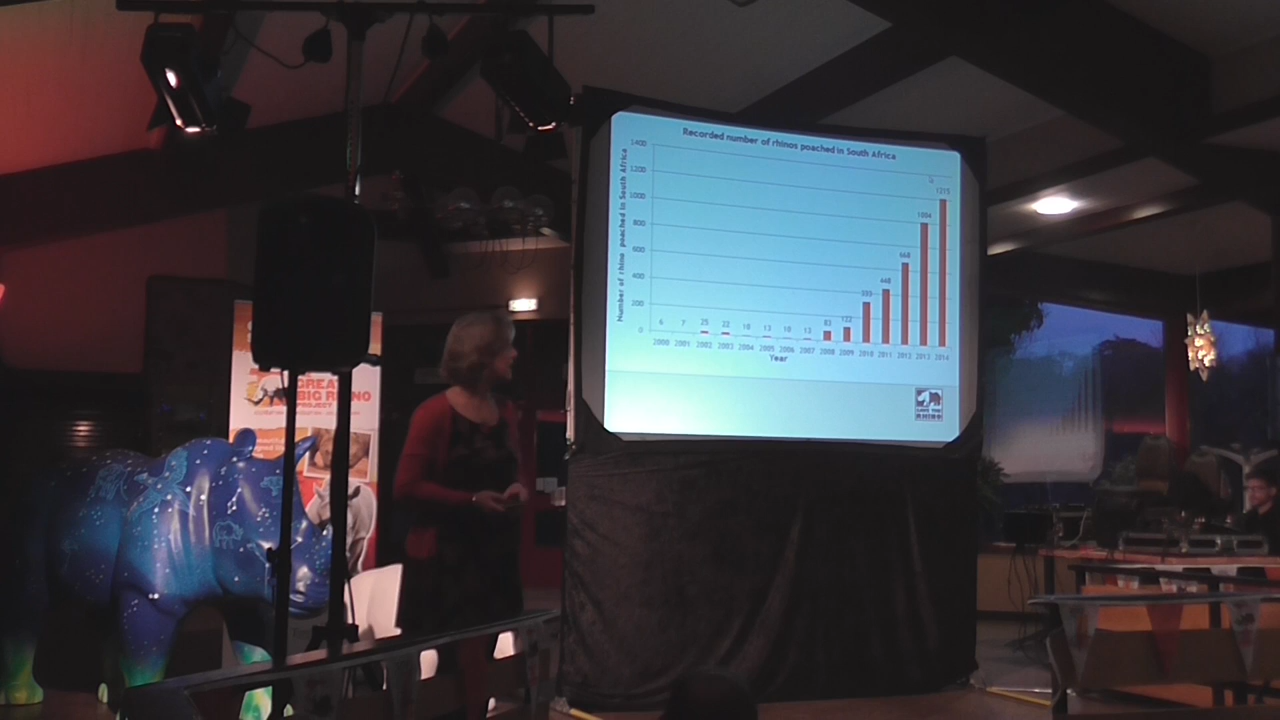 Recorded number of rhinos poached in South Africa
Number of rhino poached in South Africa
1400
1200
1000
800
600
400
200
0
6
7
25
22
10
13
10
13
83
122
333
448
668
1004
1215
2000 2001 2002 2003 2004 2005 2006 2007 2008 2009 2010 2011 2012 2013 2014
Year
SAVE THE
RHINO
GREAT
BIG RHINO
PROJECT